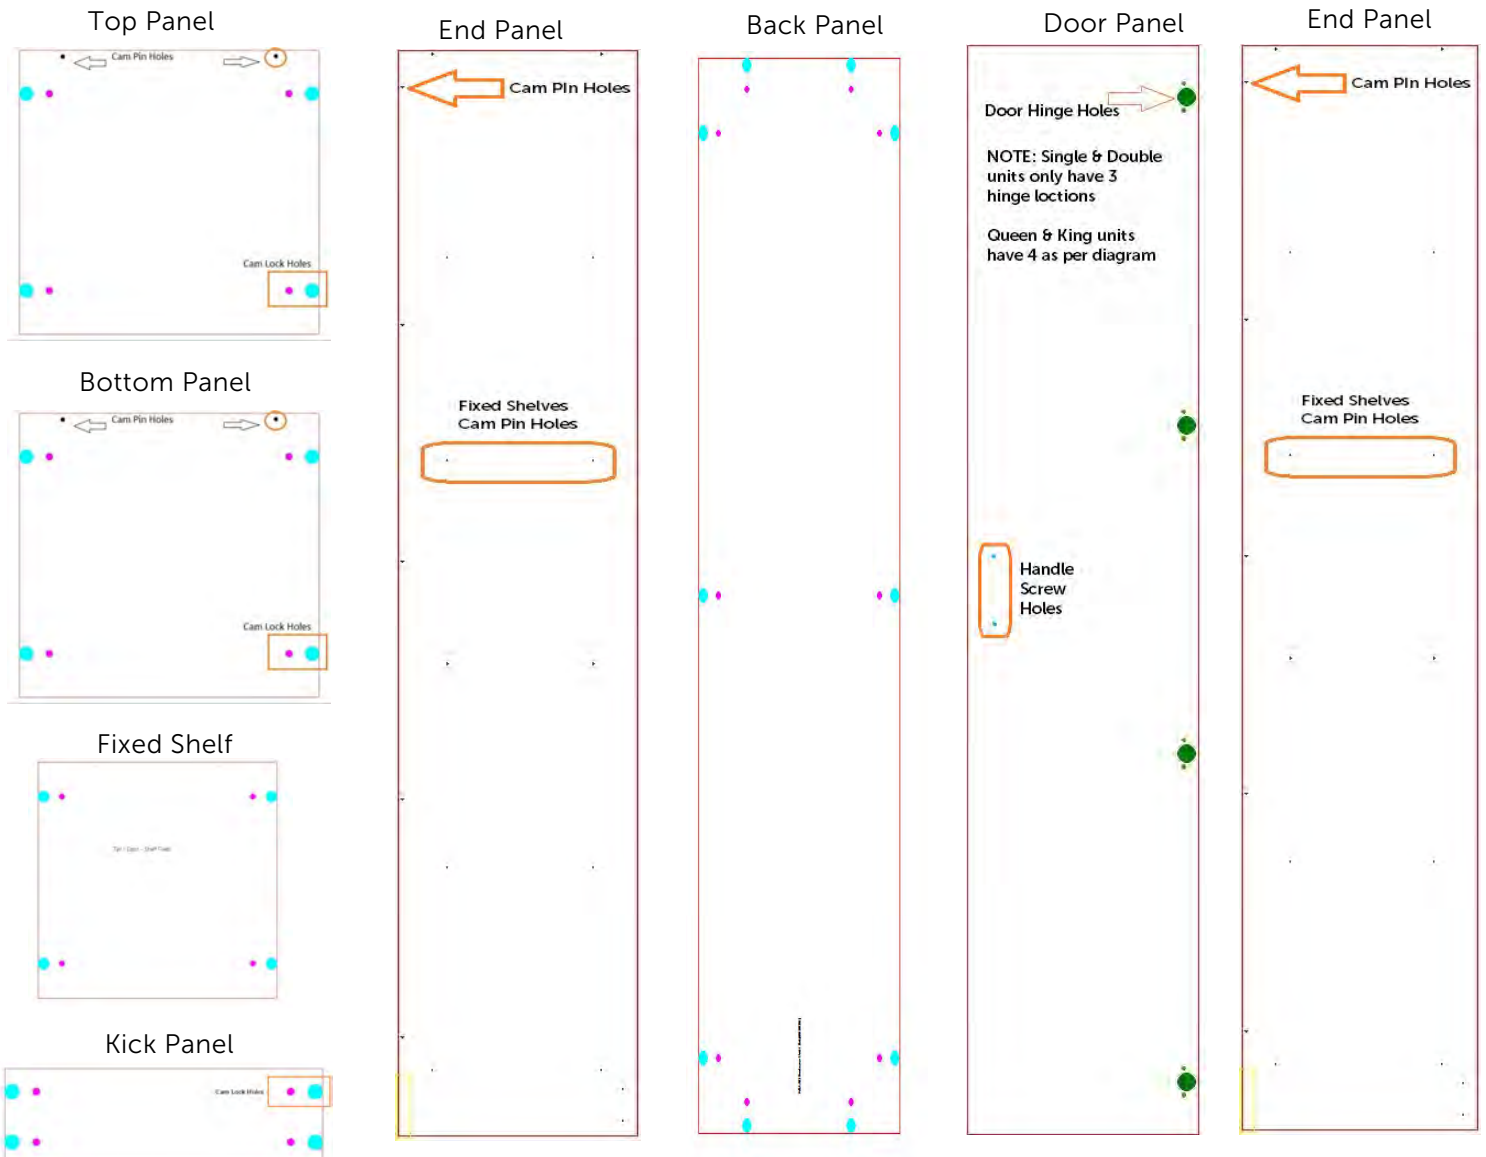 Top Panel
Cam Pin Holes
Cam Lock Holes
Bottom Panel
Cam Pin Holes
Cam Lock Holes
Fixed Shelf
Kick Panel
Cam Lock Holes
End Panel
Cam PIn Holes
Fixed Shelves
Cam Pin Holes
Back Panel
Door Panel
Door Hinge Holes
NOTE: Single & Double
units only have 3
hinge loctions
Queen & King units
have 4 as per diagram
Handle
Screw
Holes
End Panel
Cam PIn Holes
Fixed Shelves
Cam Pin Holes